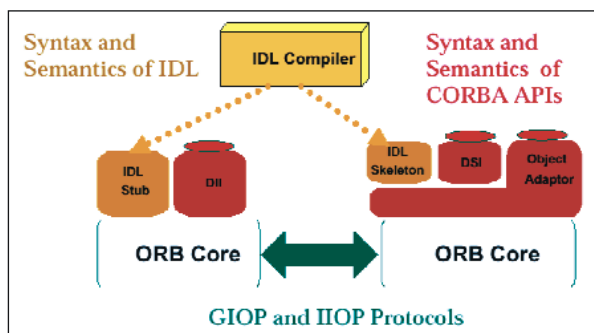 Syntax and
Semantics of IDL
IDL Compiler
Syntax and
Semantics of
CORBA APIs
IDL
Stub
DII
IDL
Skeleton
DSI
Object
Adaptor
ORB Core
ORB Core
GIOP and IIOP Protocols